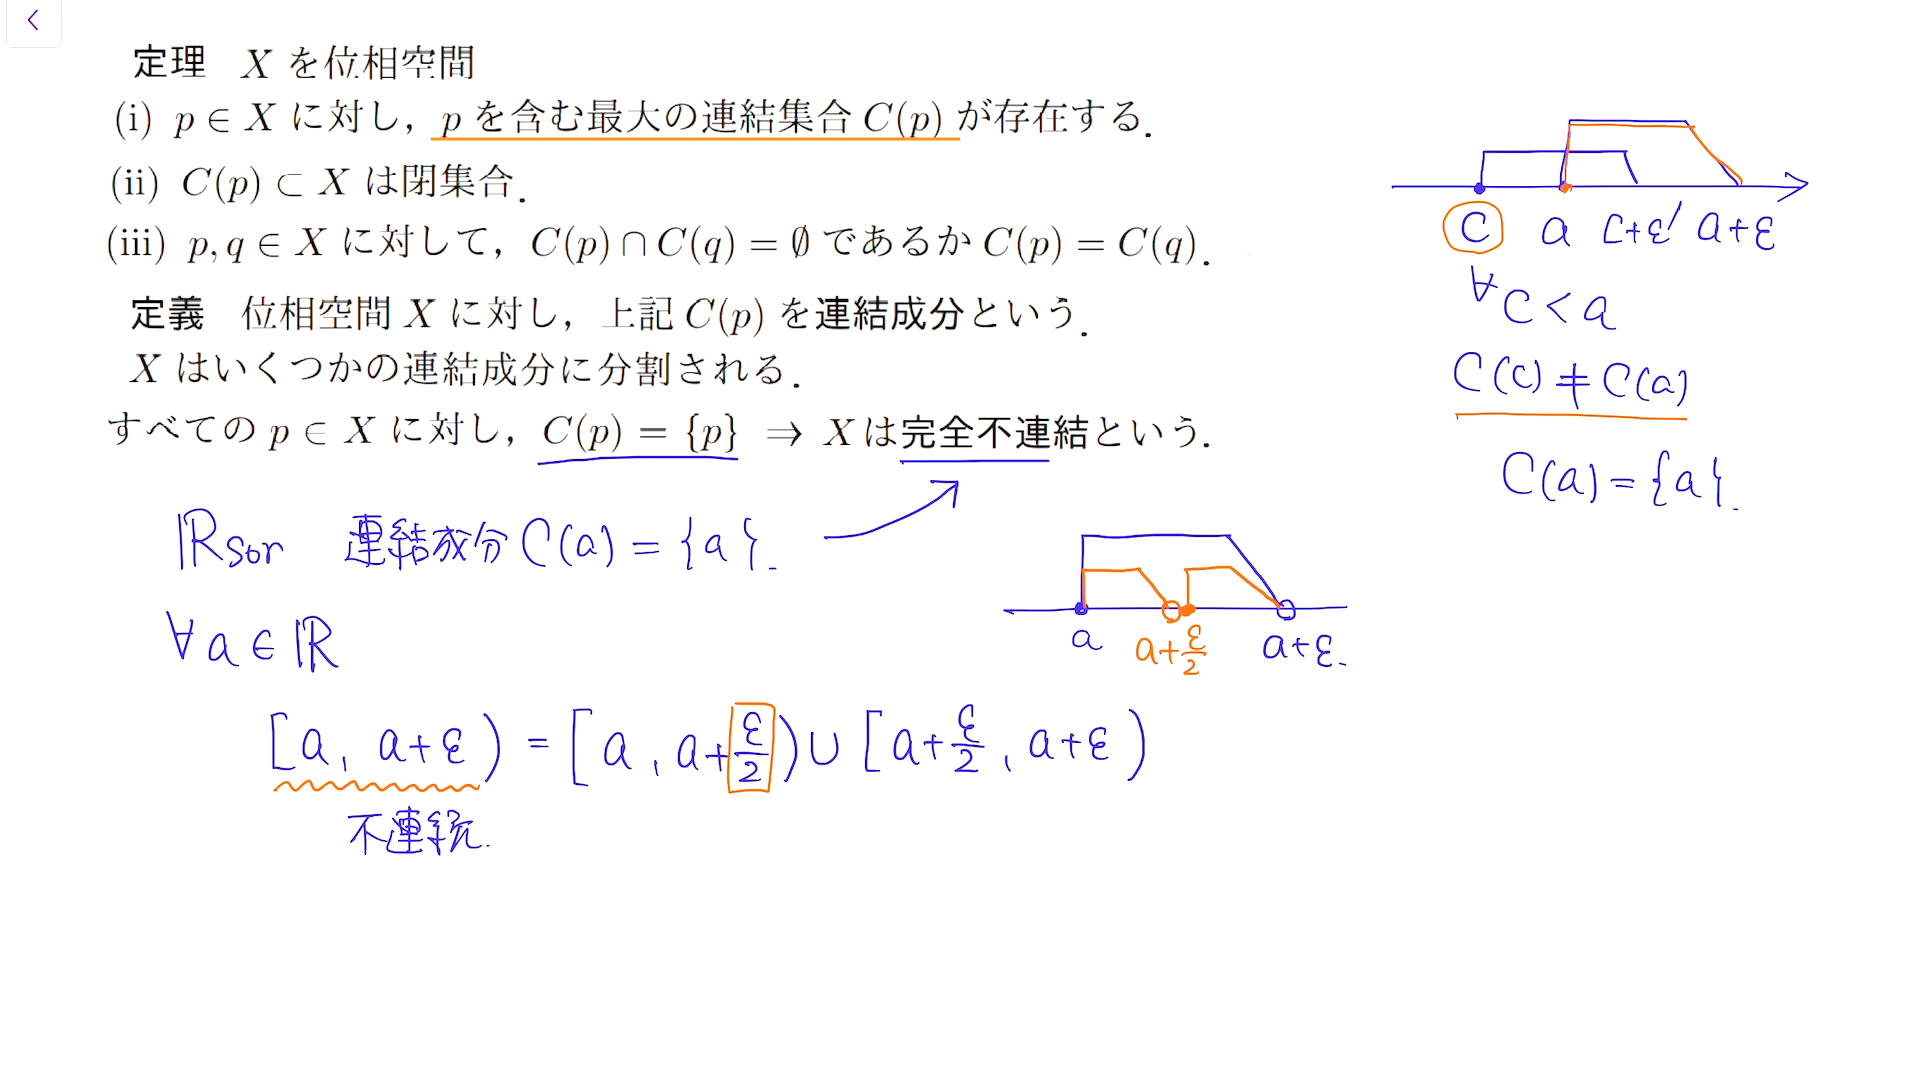 定理 X を位相空間
(i) p ∈ X に対し，p を含む最大の連結集合 C(p) が存在する．
(ii) C(p) ⊂ X は閉集合．
(iii) p, q ∈ X に対して，C(p) ∩ C(q) = ∅ であるか C(p) = C(q)．
定義 位相空間 X に対し，上記 C(p) を連結成分という．
X はいくつかの連結成分に分割される．
すべての p ∈ X に対し，C(p) = {p} ⇒ X は完全不連結という．
ℝsor 連結成分 C(a) = {a}.
∀a ∈ ℝ
[a, a+ε) = [a, a+ε/2) ∪ [a+ε/2, a+ε)
不連続.
a a+ε/2 a+ε.
C a C+ε′ a+ε
∀C < a
C(c) ≠ C(a)
C(a) = {a}.